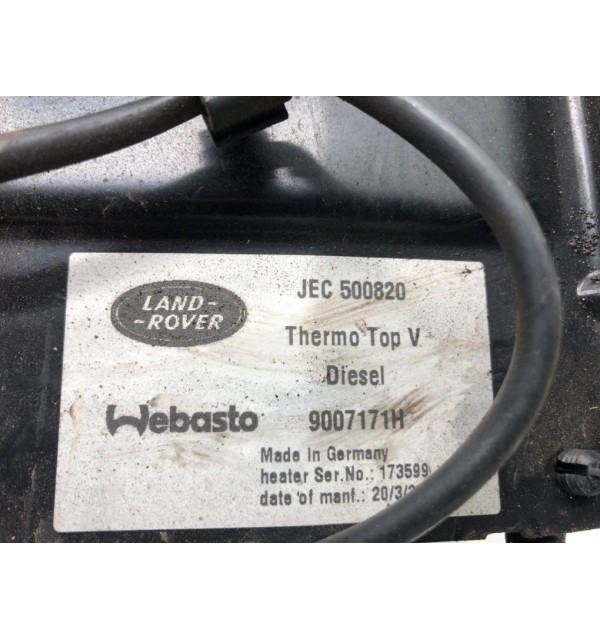 LAND-
-ROVER
JEC 500820
Thermo Top V
Diesel
Webasto 9007171H
Made In Germany
heater Ser.No.: 173599
date of manf.: 20/3/